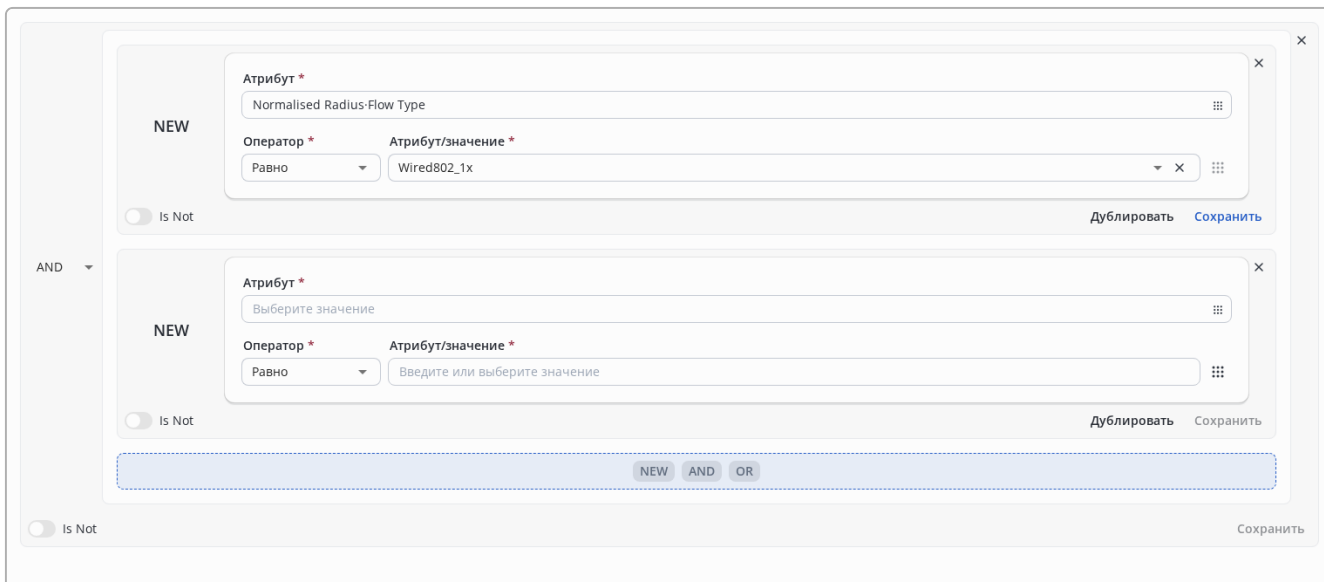 Атрибут *
Normalised Radius·Flow Type
NEW
Оператор * Атрибут/значение *
Равно Wired802_1x
Is Not Дублировать Сохранить
AND
Атрибут *
Выберите значение
NEW
Оператор * Атрибут/значение *
Равно Введите или выберите значение
Is Not Дублировать Сохранить
NEW AND OR
Is Not Сохранить